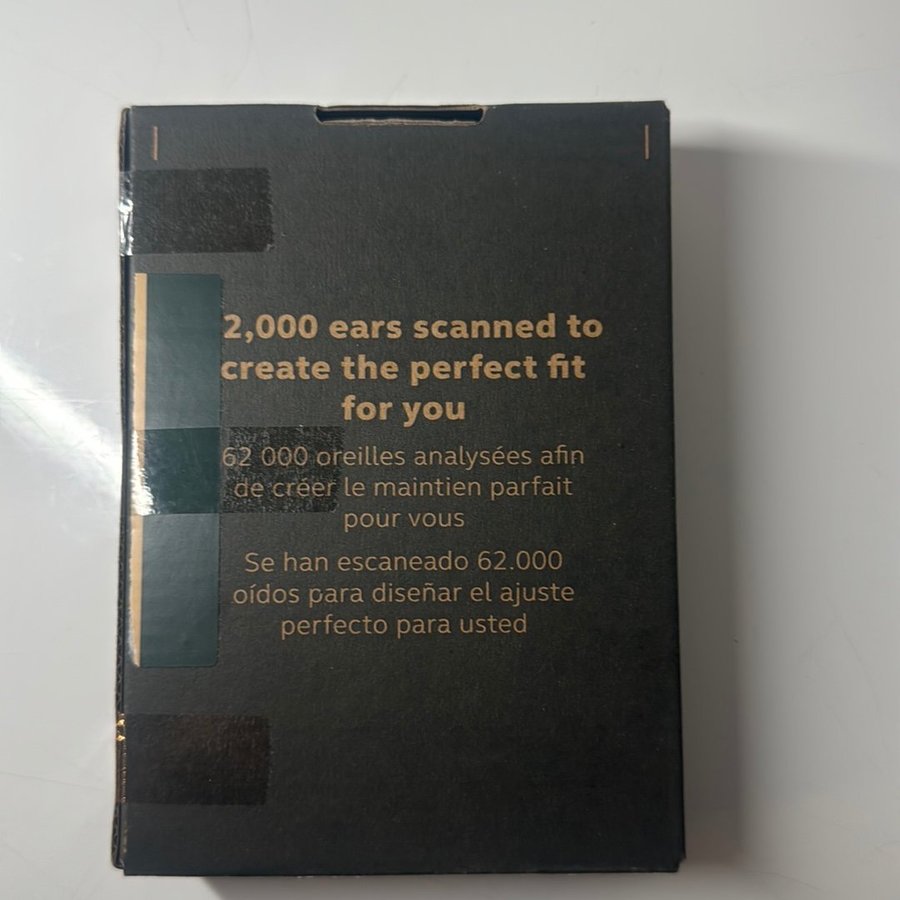 2,000 ears scanned to
create the perfect fit
for you
62 000 oreilles analysées afin
de créer le maintien parfait
pour vous
Se han escaneado 62.000
oídos para diseñar el ajuste
perfecto para usted